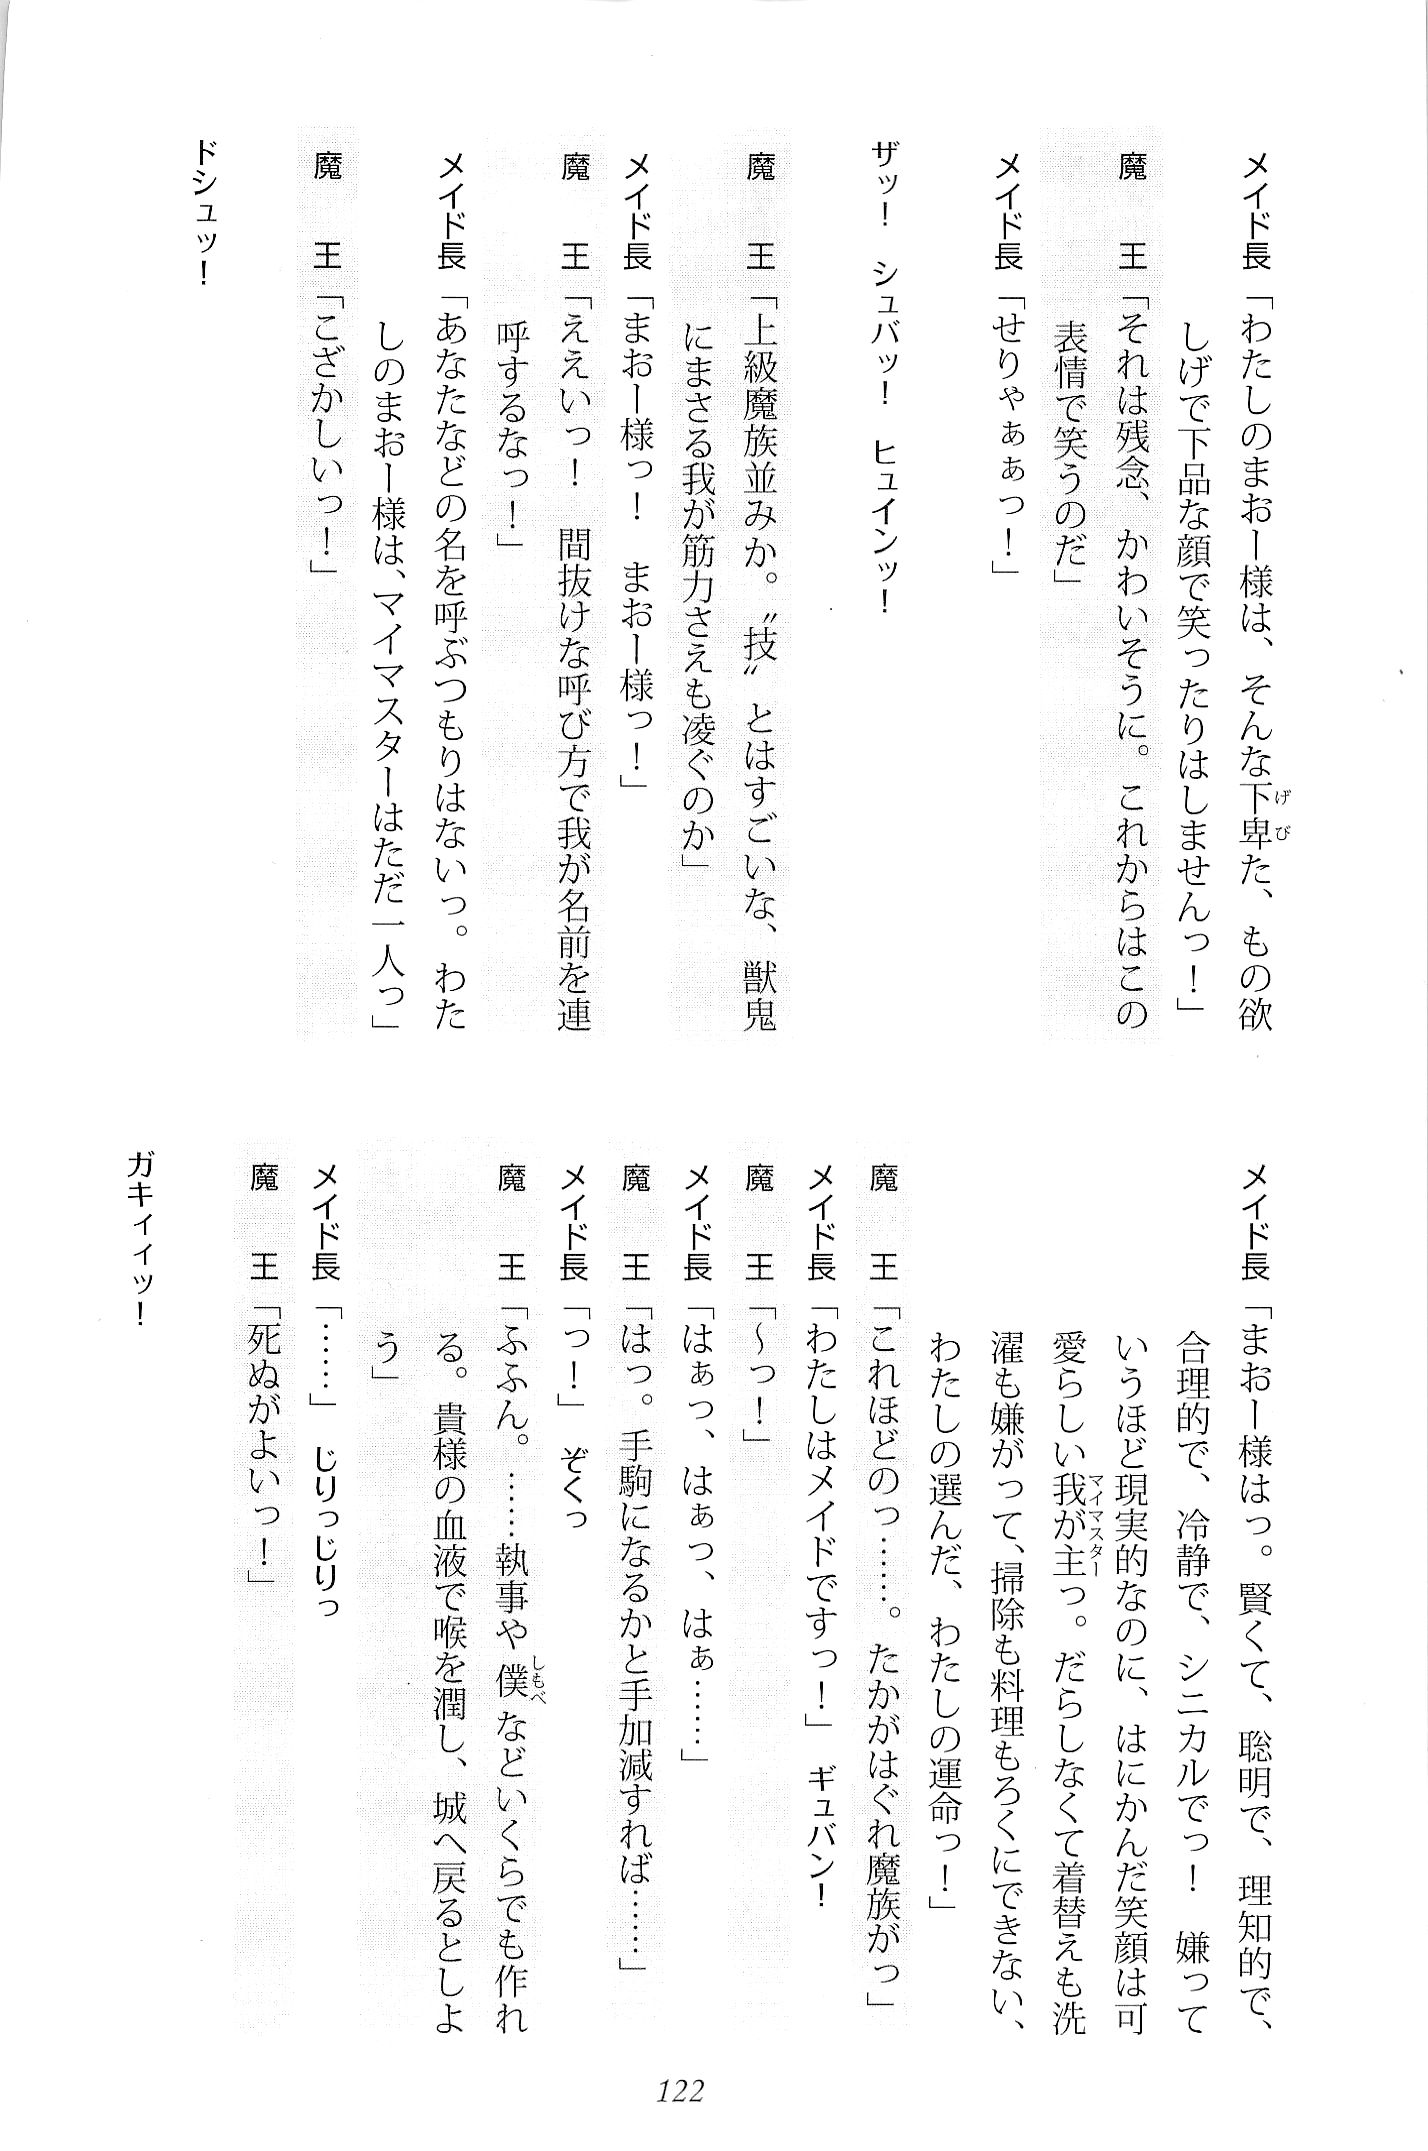 メイド長「わたしのまおー様は、そんな下卑た、もの欲
しげで下品な顔で笑ったりはしませんっ！」
魔　王「それは残念、かわいそうに。これからはこの
表情で笑うのだ」
メイド長「せりゃぁぁっ！」
ザッ！　シュバッ！　ヒュインッ！
魔　王「上級魔族並みか。〝技〟とはすごいな、獣鬼
にまさる我が筋力さえも凌ぐのか」
メイド長「まおー様っ！　まおー様っ！」
魔　王「ええいっ！　間抜けな呼び方で我が名前を連
呼するなっ！」
メイド長「あなたなどの名を呼ぶつもりはないっ。わた
しのまおー様は、マイマスターはただ一人っ」
魔　王「こざかしいっ！」
ドシュッ！
メイド長「まおー様はっ。賢くて、聡明で、理知的で、
合理的で、冷静で、シニカルでっ！　嫌って
いうほど現実的なのに、はにかんだ笑顔は可
愛らしい我が主っ。だらしなくて着替えも洗
濯も嫌がって、掃除も料理もろくにできない、
わたしの選んだ、わたしの運命っ！」
魔　王「これほどのっ……。たかがはぐれ魔族がっ」
メイド長「わたしはメイドですっ！」　ギュバン！
魔　王「～っ！」
メイド長「はぁっ、はぁっ、はぁ……」
魔　王「はっ。手駒になるかと手加減すれば……」
メイド長「っ！」　ぞくっ
魔　王「ふふん。……執事や僕などいくらでも作れ
る。貴様の血液で喉を潤し、城へ戻るとしよ
う」
メイド長「……」　じりっじりっ
魔　王「死ぬがよいっ！」
ガキィィッ！
122